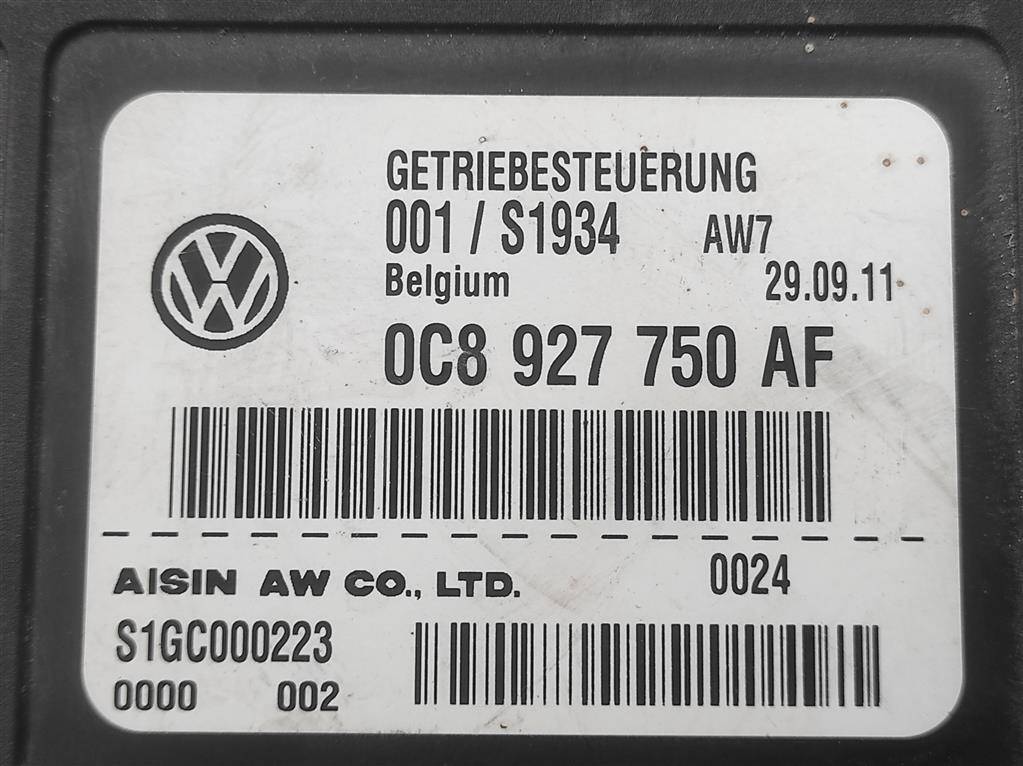 GETRIEBESTEUERUNG
001 / S1934 AW7
Belgium 29.09.11
0C8 927 750 AF
AISIN AW CO., LTD. 0024
S1GC000223
0000 002